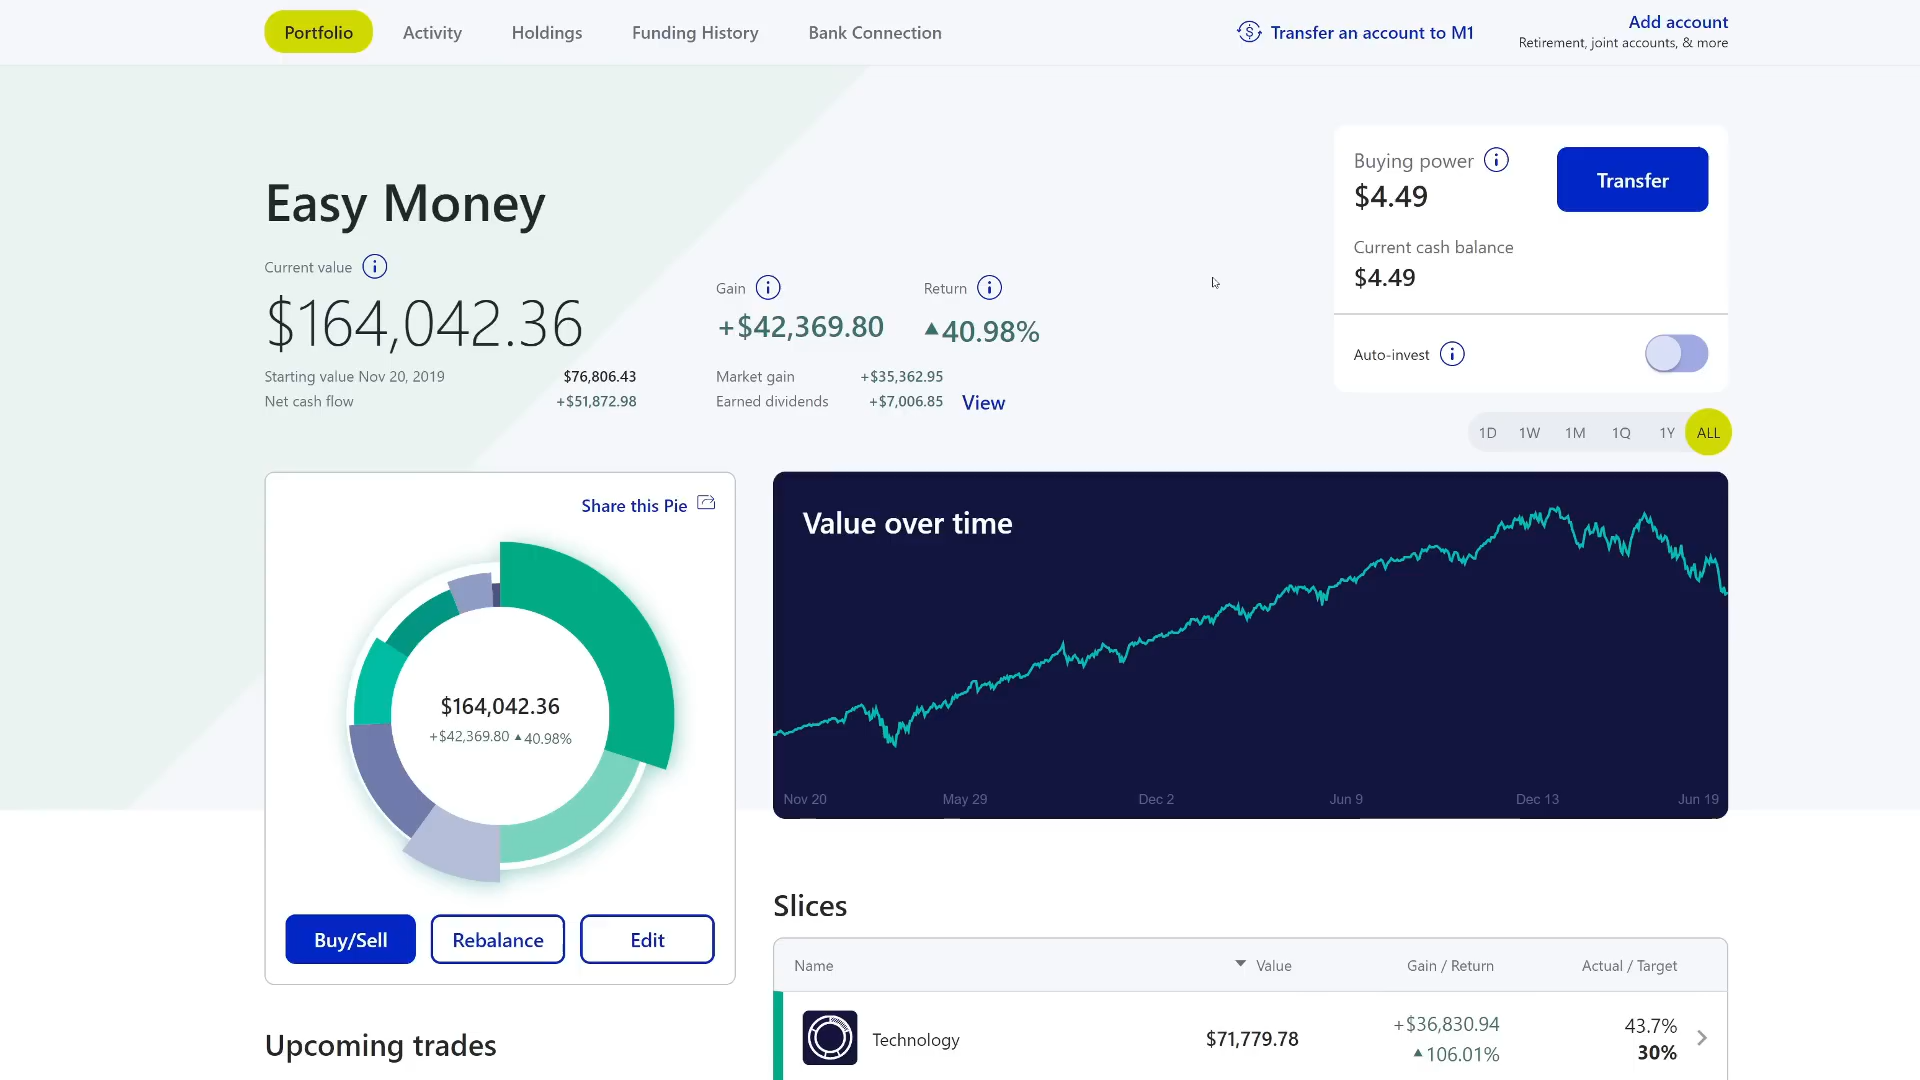 Portfolio Activity Holdings Funding History Bank Connection Transfer an account to M1 Add account
Retirement, joint accounts, & more
Easy Money
Current value
$164,042.36
Starting value Nov 20, 2019 $76,806.43
Net cash flow +$51,872.98
Gain
+$42,369.80
Return
40.98%
Market gain +$35,362.95
Earned dividends +$7,006.85 View
Buying power
$4.49
Transfer
Current cash balance
$4.49
Auto-invest
1D 1W 1M 1Q 1Y ALL
Share this Pie
$164,042.36
+$42,369.80 40.98%
Buy/Sell Rebalance Edit
Value over time
Nov 20 May 29 Dec 2 Jun 9 Dec 13 Jun 19
Slices
Name Value Gain / Return Actual / Target
Technology $71,779.78 +$36,830.94 43.7%
106.01% 30%
Upcoming trades